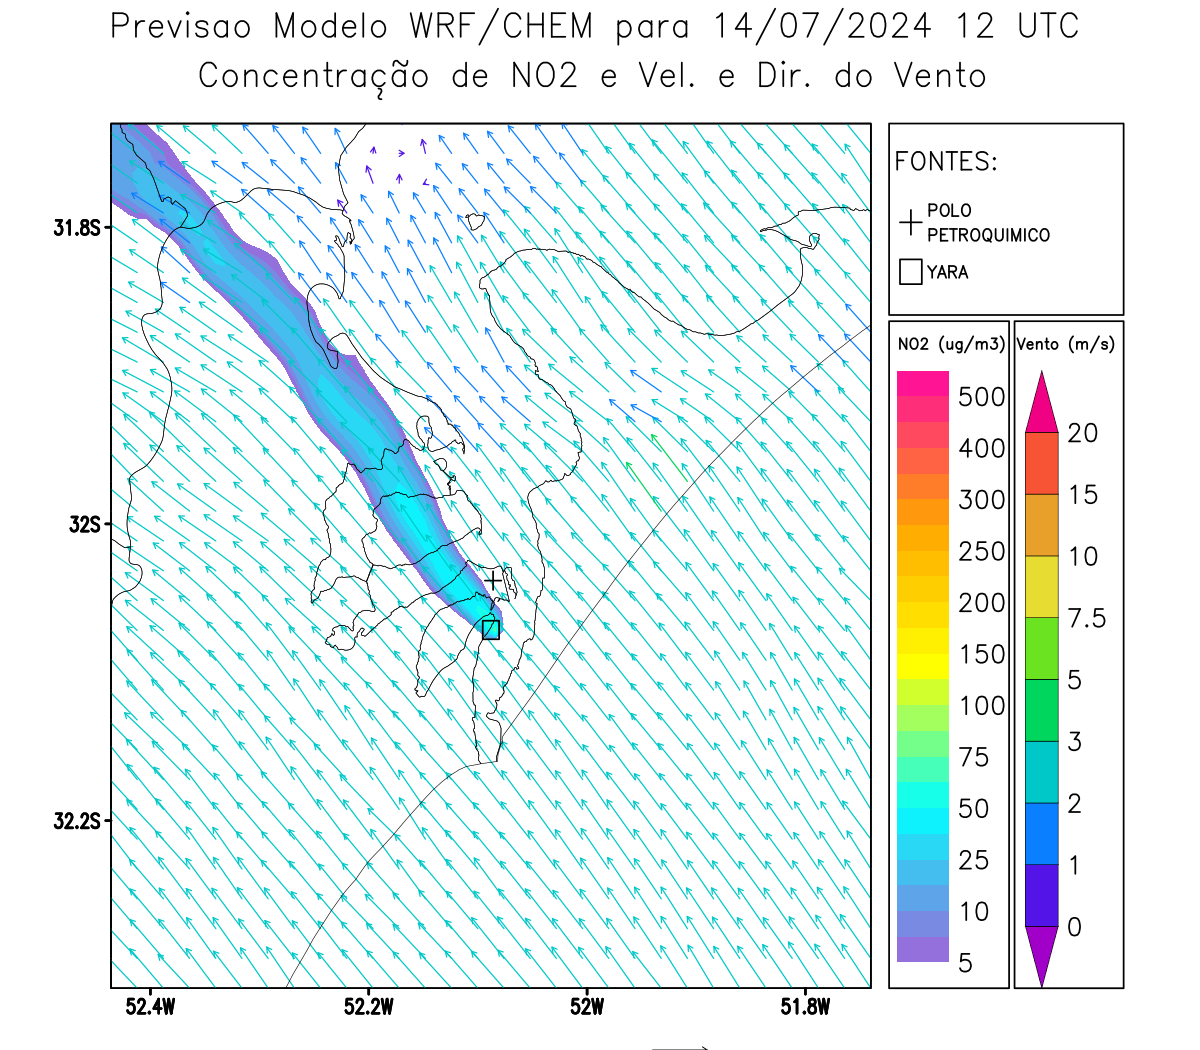 Previsao Modelo WRF/CHEM para 14/07/2024 12 UTC
Concentração de NO2 e Vel. e Dir. do Vento
FONTES:
POLO
PETROQUIMICO
YARA
NO2 (ug/m3)
500
400
300
250
200
150
100
75
50
25
10
5
Vento (m/s)
20
15
10
7.5
5
3
2
1
0
31.8S
32S
32.2S
52.4W
52.2W
52W
51.8W